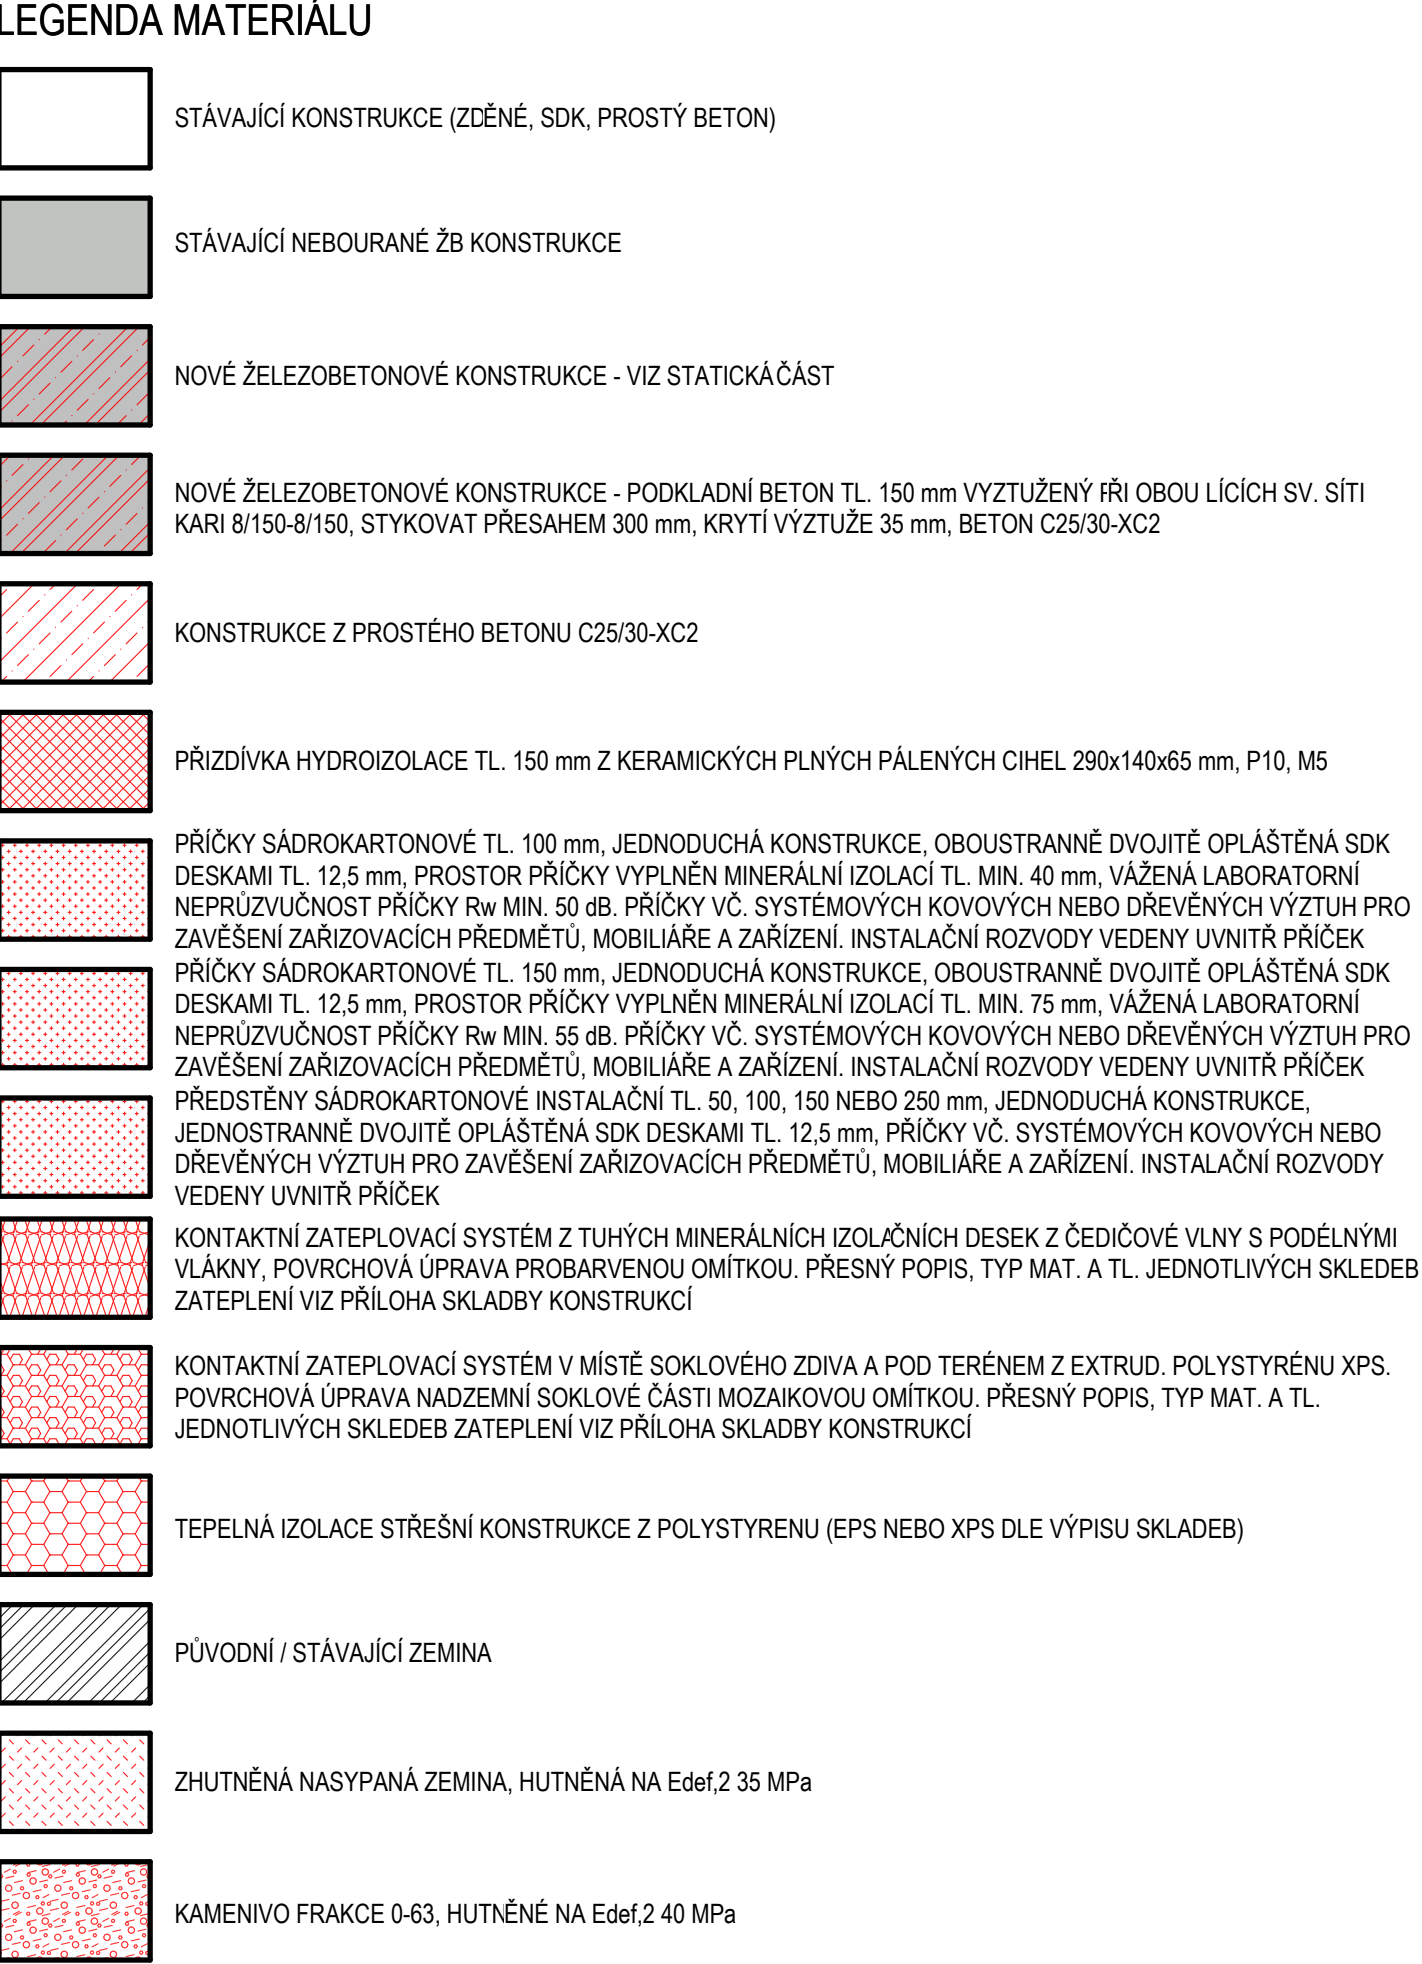 LEGENDA MATERIÁLU
STÁVAJÍCÍ KONSTRUKCE (ZDĚNÉ, SDK, PROSTÝ BETON)
STÁVAJÍCÍ NEBOURANÉ ŽB KONSTRUKCE
NOVÉ ŽELEZOBETONOVÉ KONSTRUKCE - VIZ STATICKÁ ČÁST
NOVÉ ŽELEZOBETONOVÉ KONSTRUKCE - PODKLADNÍ BETON TL. 150 mm VYZTUŽENÝ PŘI OBOU LÍCÍCH SV. SÍTI
KARI 8/150-8/150, STYKOVAT PŘESAHEM 300 mm, KRYTÍ VÝZTUŽE 35 mm, BETON C25/30-XC2
KONSTRUKCE Z PROSTÉHO BETONU C25/30-XC2
PŘIZDÍVKA HYDROIZOLACE TL. 150 mm Z KERAMICKÝCH PLNÝCH PÁLENÝCH CIHEL 290x140x65 mm, P10, M5
PŘÍČKY SÁDROKARTONOVÉ TL. 100 mm, JEDNODUCHÁ KONSTRUKCE, OBOUSTRANNĚ DVOJITĚ OPLÁŠTĚNÁ SDK
DESKAMI TL. 12,5 mm, PROSTOR PŘÍČKY VYPLNĚN MINERÁLNÍ IZOLACÍ TL. MIN. 40 mm, VÁŽENÁ LABORATORNÍ
NEPRŮZVUČNOST PŘÍČKY Rw MIN. 50 dB. PŘÍČKY VČ. SYSTÉMOVÝCH KOVOVÝCH NEBO DŘEVĚNÝCH VÝZTUH PRO
ZAVĚŠENÍ ZAŘIZOVACÍCH PŘEDMĚTŮ, MOBILIÁŘE A ZAŘÍZENÍ. INSTALAČNÍ ROZVODY VEDENY UVNITŘ PŘÍČEK
PŘÍČKY SÁDROKARTONOVÉ TL. 150 mm, JEDNODUCHÁ KONSTRUKCE, OBOUSTRANNĚ DVOJITĚ OPLÁŠTĚNÁ SDK
DESKAMI TL. 12,5 mm, PROSTOR PŘÍČKY VYPLNĚN MINERÁLNÍ IZOLACÍ TL. MIN. 75 mm, VÁŽENÁ LABORATORNÍ
NEPRŮZVUČNOST PŘÍČKY Rw MIN. 55 dB. PŘÍČKY VČ. SYSTÉMOVÝCH KOVOVÝCH NEBO DŘEVĚNÝCH VÝZTUH PRO
ZAVĚŠENÍ ZAŘIZOVACÍCH PŘEDMĚTŮ, MOBILIÁŘE A ZAŘÍZENÍ. INSTALAČNÍ ROZVODY VEDENY UVNITŘ PŘÍČEK
PŘEDSTĚNY SÁDROKARTONOVÉ INSTALAČNÍ TL. 50, 100, 150 NEBO 250 mm, JEDNODUCHÁ KONSTRUKCE,
JEDNOSTRANNĚ DVOJITĚ OPLÁŠTĚNÁ SDK DESKAMI TL. 12,5 mm, PŘÍČKY VČ. SYSTÉMOVÝCH KOVOVÝCH NEBO
DŘEVĚNÝCH VÝZTUH PRO ZAVĚŠENÍ ZAŘIZOVACÍCH PŘEDMĚTŮ, MOBILIÁŘE A ZAŘÍZENÍ. INSTALAČNÍ ROZVODY
VEDENY UVNITŘ PŘÍČEK
KONTAKTNÍ ZATEPLOVACÍ SYSTÉM Z TUHÝCH MINERÁLNÍCH IZOLAČNÍCH DESEK Z ČEDIČOVÉ VLNY S PODÉLNÝMI
VLÁKNY, POVRCHOVÁ ÚPRAVA PROBARVENOU OMÍTKOU. PŘESNÝ POPIS, TYP MAT. A TL. JEDNOTLIVÝCH SKLEDEB
ZATEPLENÍ VIZ PŘÍLOHA SKLADBY KONSTRUKCÍ
KONTAKTNÍ ZATEPLOVACÍ SYSTÉM V MÍSTĚ SOKLOVÉHO ZDIVA A POD TERÉNEM Z EXTRUD. POLYSTYRÉNU XPS.
POVRCHOVÁ ÚPRAVA NADZEMNÍ SOKLOVÉ ČÁSTI MOZAIKOVOU OMÍTKOU. PŘESNÝ POPIS, TYP MAT. A TL.
JEDNOTLIVÝCH SKLEDEB ZATEPLENÍ VIZ PŘÍLOHA SKLADBY KONSTRUKCÍ
TEPELNÁ IZOLACE STŘEŠNÍ KONSTRUKCE Z POLYSTYRENU (EPS NEBO XPS DLE VÝPISU SKLADEB)
PŮVODNÍ / STÁVAJÍCÍ ZEMINA
ZHUTNĚNÁ NASYPANÁ ZEMINA, HUTNĚNÁ NA Edef,2 35 MPa
KAMENIVO FRAKCE 0-63, HUTNĚNÉ NA Edef,2 40 MPa